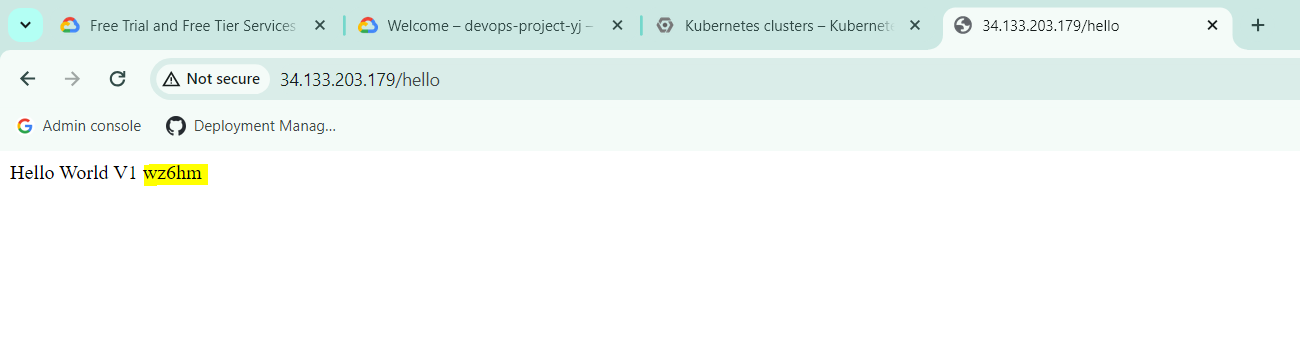 Free Trial and Free Tier Services
Welcome – devops-project-yj –
Kubernetes clusters – Kubernete
34.133.203.179/hello
Not secure
34.133.203.179/hello
Admin console
Deployment Manag...
Hello World V1 wz6hm